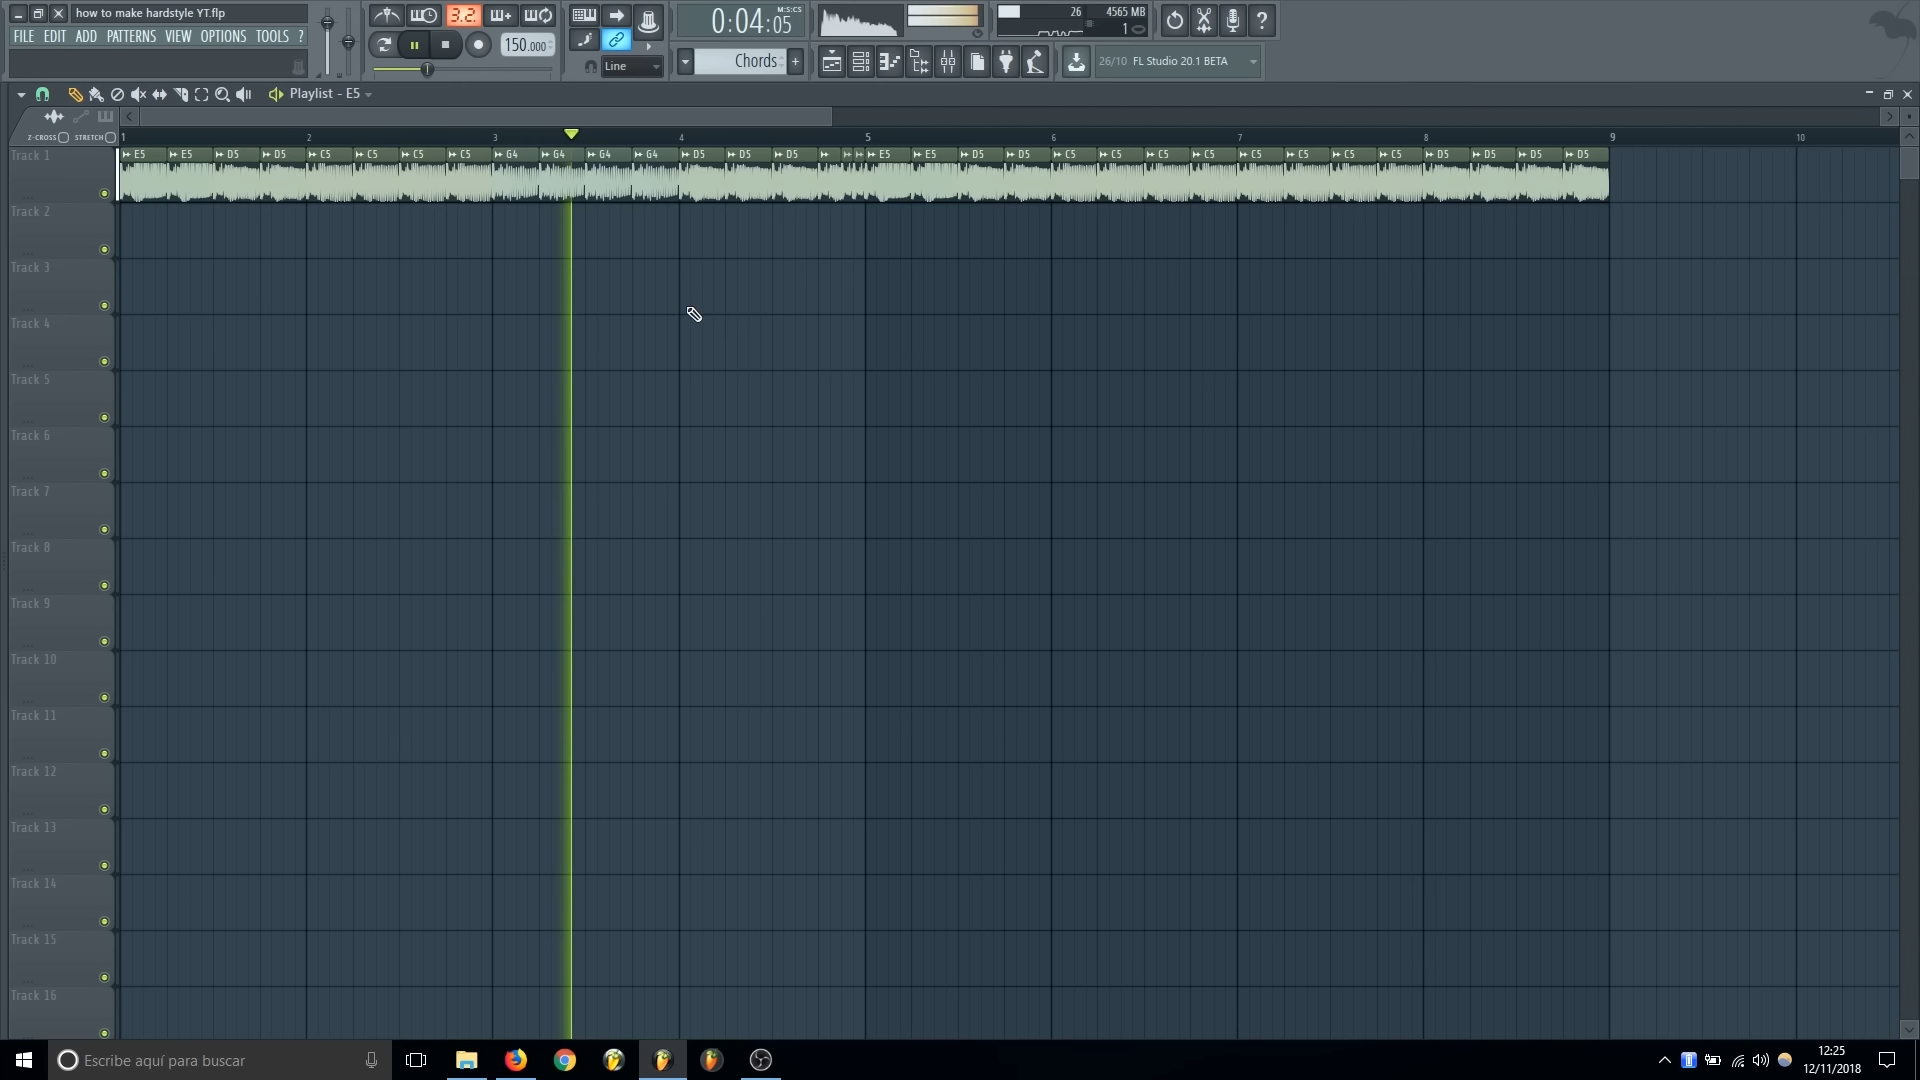 how to make hardstyle YT.flp
FILE EDIT ADD PATTERNS VIEW OPTIONS TOOLS ?
3.2.
150.000
Line
0:04:05
M:S:CS
Chords
26
4565 MB
1
26/10 FL Studio 20.1 BETA
Playlist - E5
Z-CROSS STRETCH
1 2 3 4 5 6 7 8 9 10
Track 1
E5 E5 D5 D5 C5 C5 C5 C5 G4 G4 G4 G4 D5 D5 D5 E5 E5 D5 D5 C5 C5 C5 C5 C5 C5 C5 C5 D5 D5 D5 D5
Track 2
Track 3
Track 4
Track 5
Track 6
Track 7
Track 8
Track 9
Track 10
Track 11
Track 12
Track 13
Track 14
Track 15
Track 16
Escribe aquí para buscar
12:25
12/11/2018